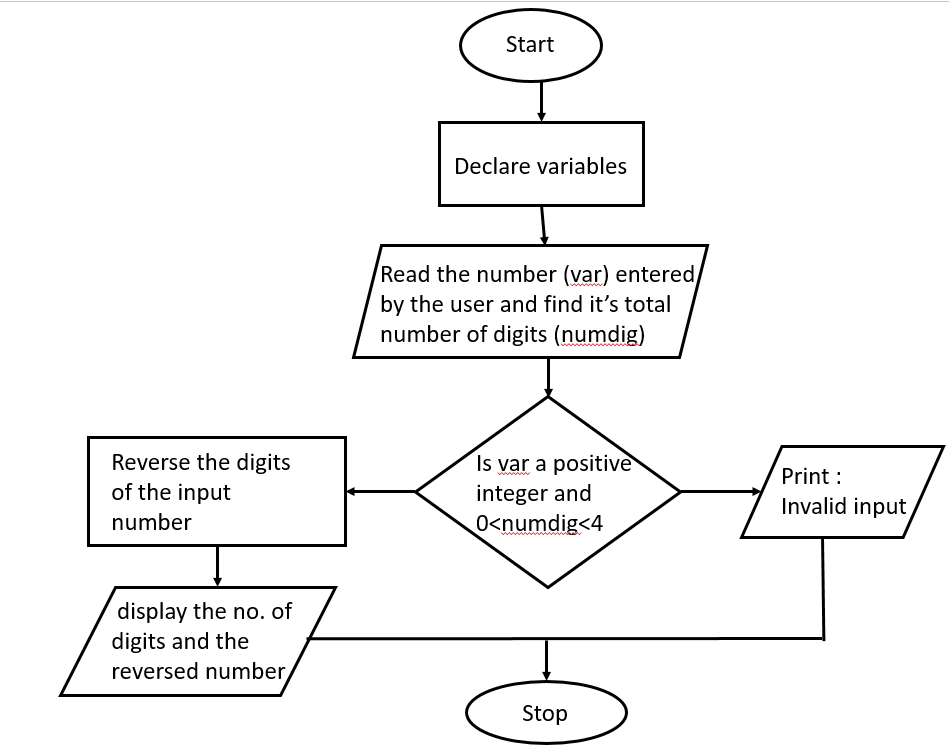 Start
Declare variables
Read the number (var) entered
by the user and find it’s total
number of digits (numdig)
Is var a positive
integer and
0<numdig<4
Reverse the digits
of the input
number
Print :
Invalid input
display the no. of
digits and the
reversed number
Stop